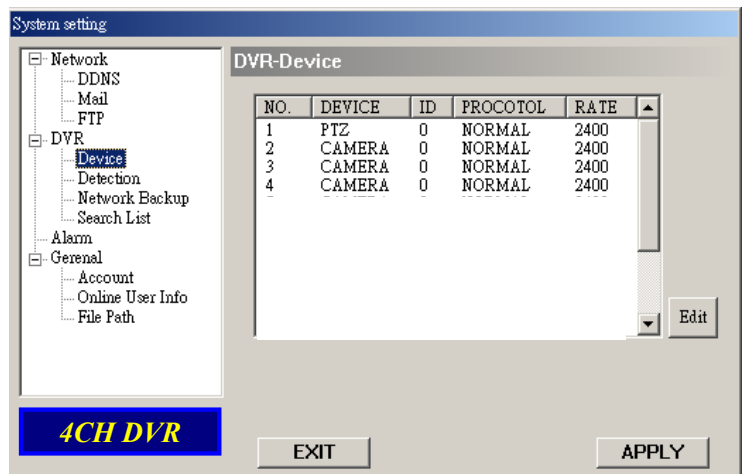 System setting
Network
DDNS
Mail
FTP
DVR
Device
Detection
Network Backup
Search List
Alarm
Gerenal
Account
Online User Info
File Path
4CH DVR
DVR-Device
NO. DEVICE ID PROCOTOL RATE
1 PTZ 0 NORMAL 2400
2 CAMERA 0 NORMAL 2400
3 CAMERA 0 NORMAL 2400
4 CAMERA 0 NORMAL 2400
Edit
EXIT APPLY